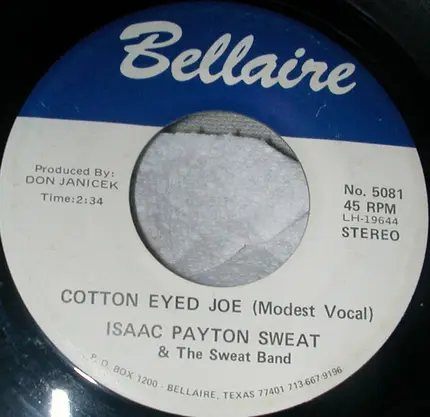 Bellaire
Produced By:
DON JANICEK
Time:2:34
No. 5081
45 RPM
LH-19644
STEREO
COTTON EYED JOE (Modest Vocal)
ISAAC PAYTON SWEAT
& The Sweat Band
P. O. BOX 1200 - BELLAIRE, TEXAS 77401 713-667-9196